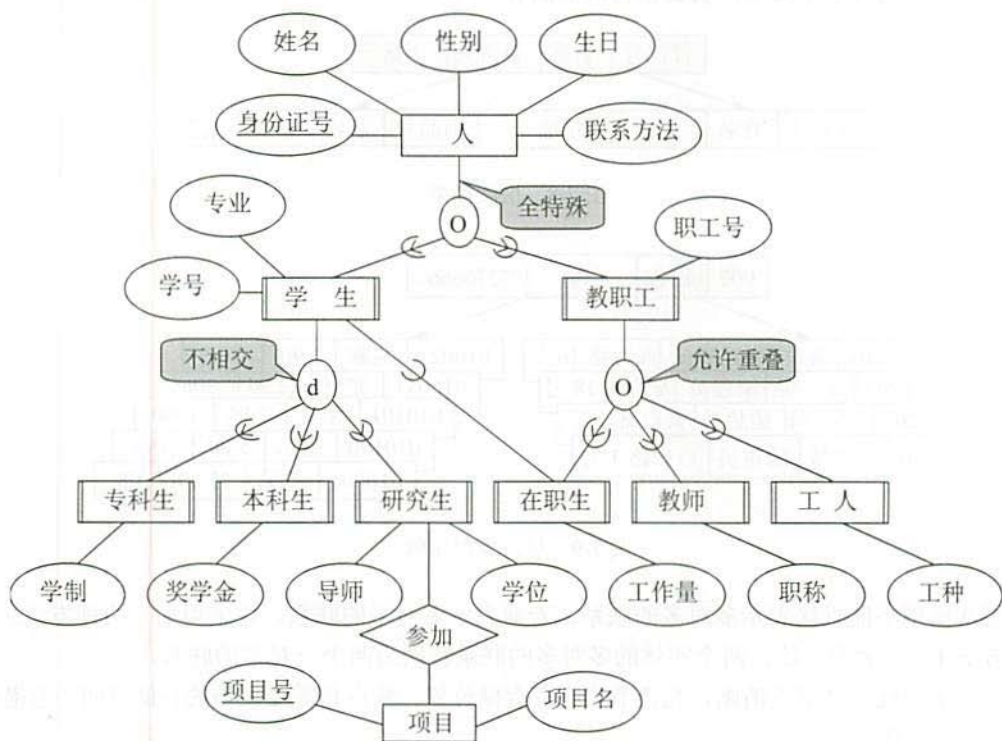 姓名 性别 生日
身份证号 人 联系方法
全特殊
专业 O 职工号
学号 学 生 教职工
不相交 允许重叠
d O
专科生 本科生 研究生 在职生 教师 工 人
学制 奖学金 导师 学位 工作量 职称 工种
参加
项目号 项目名
项目